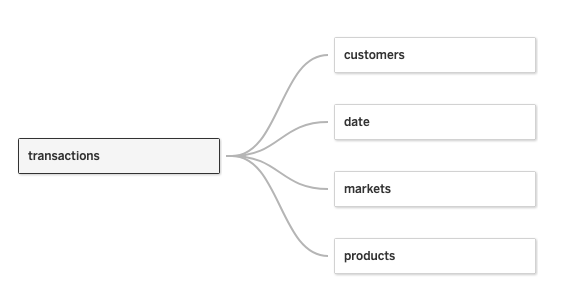 transactions
customers
date
markets
products